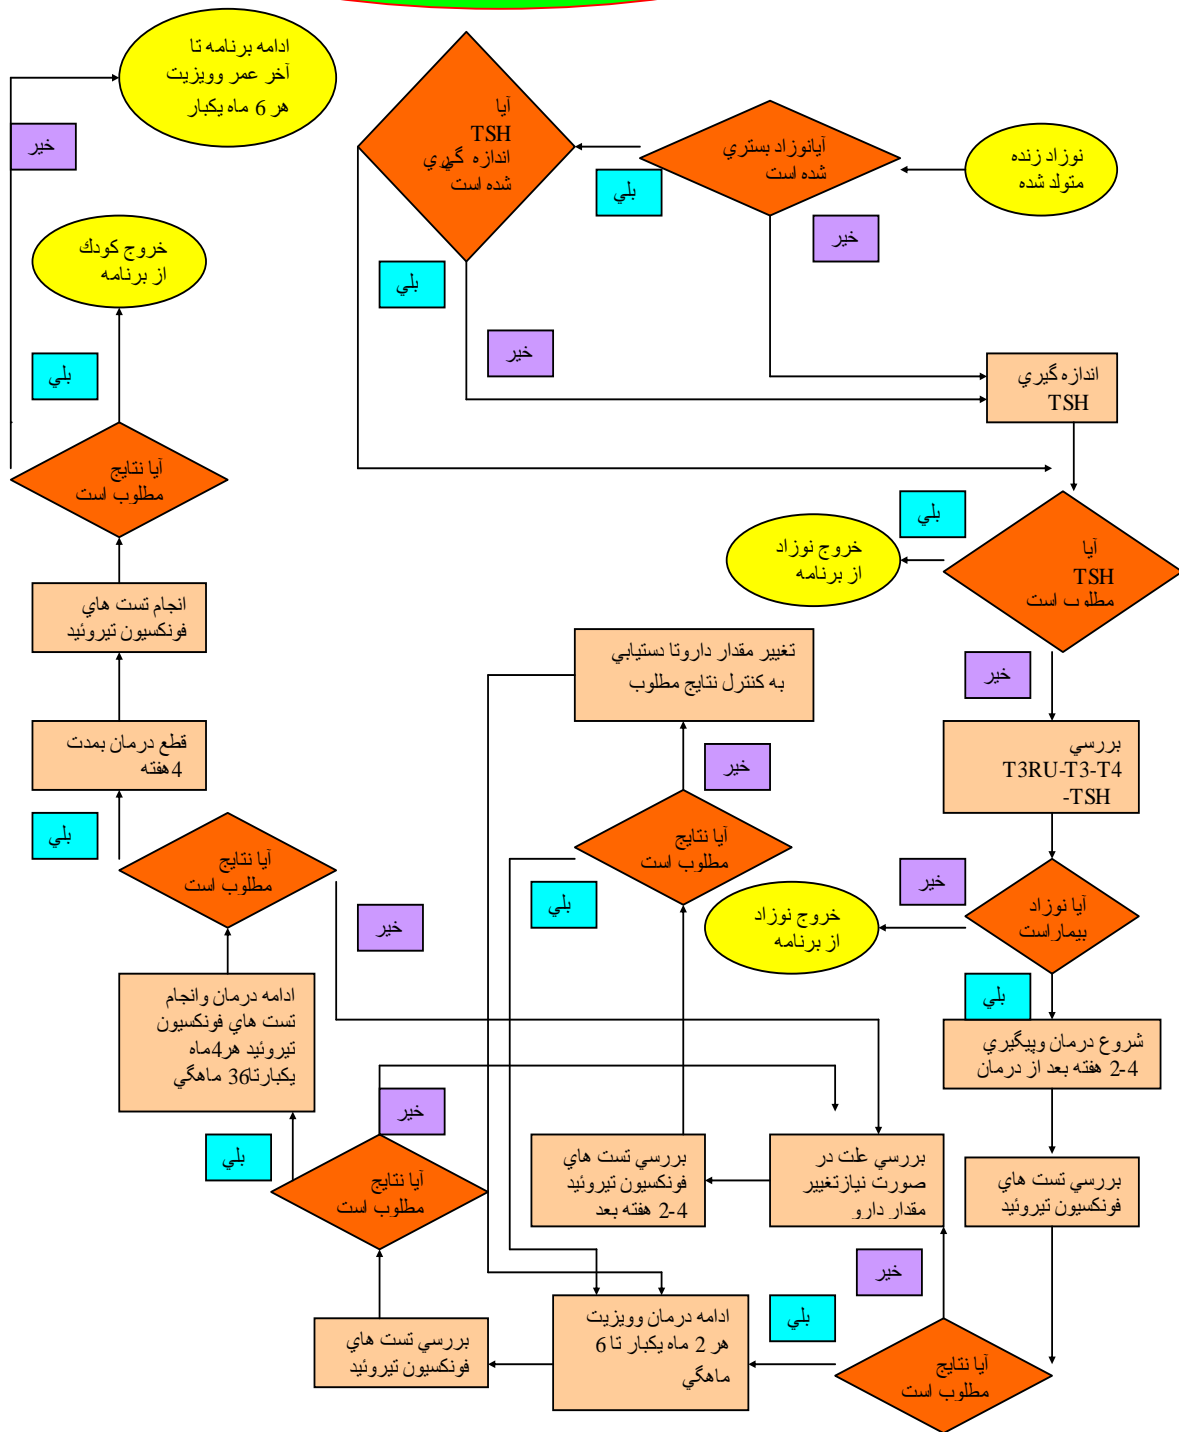 نوزاد زنده
متولد شده
آيانوزاد بستري
شده است
بلي
خير
آيا
TSH
اندازه گيري
شده است
بلي
خير
اندازه گيري
TSH
آيا
TSH
مطلوب است
بلي
خروج نوزاد
از برنامه
خير
بررسي
T3RU-T3-T4
-TSH
آيا نوزاد
بيماراست
خير
خروج نوزاد
از برنامه
بلي
شروع درمان وپيگيري
2-4 هفته بعد از درمان
بررسي تست هاي
فونكسيون تيروئيد
آيا نتايج
مطلوب است
خير
بررسي علت در
صورت نيازتغيير
مقدار دارو
بررسي تست هاي
فونكسيون تيروئيد
2-4 هفته بعد
آيا نتايج
مطلوب است
خير
تغيير مقدار داروتا دستيابي
به كنترل نتايج مطلوب
بلي
بلي
ادامه درمان وويزيت
هر 2 ماه يكبار تا 6
ماهگي
بررسي تست هاي
فونكسيون تيروئيد
آيا نتايج
مطلوب است
خير
بلي
ادامه درمان وانجام
تست هاي فونكسيون
تيروئيد هر4ماه
يكبارتا36 ماهگي
آيا نتايج
مطلوب است
خير
بلي
قطع درمان بمدت
4هفته
انجام تست هاي
فونكسيون تيروئيد
آيا نتايج
مطلوب است
بلي
خروج كودك
از برنامه
خير
ادامه برنامه تا
آخر عمر وويزيت
هر 6 ماه يكبار